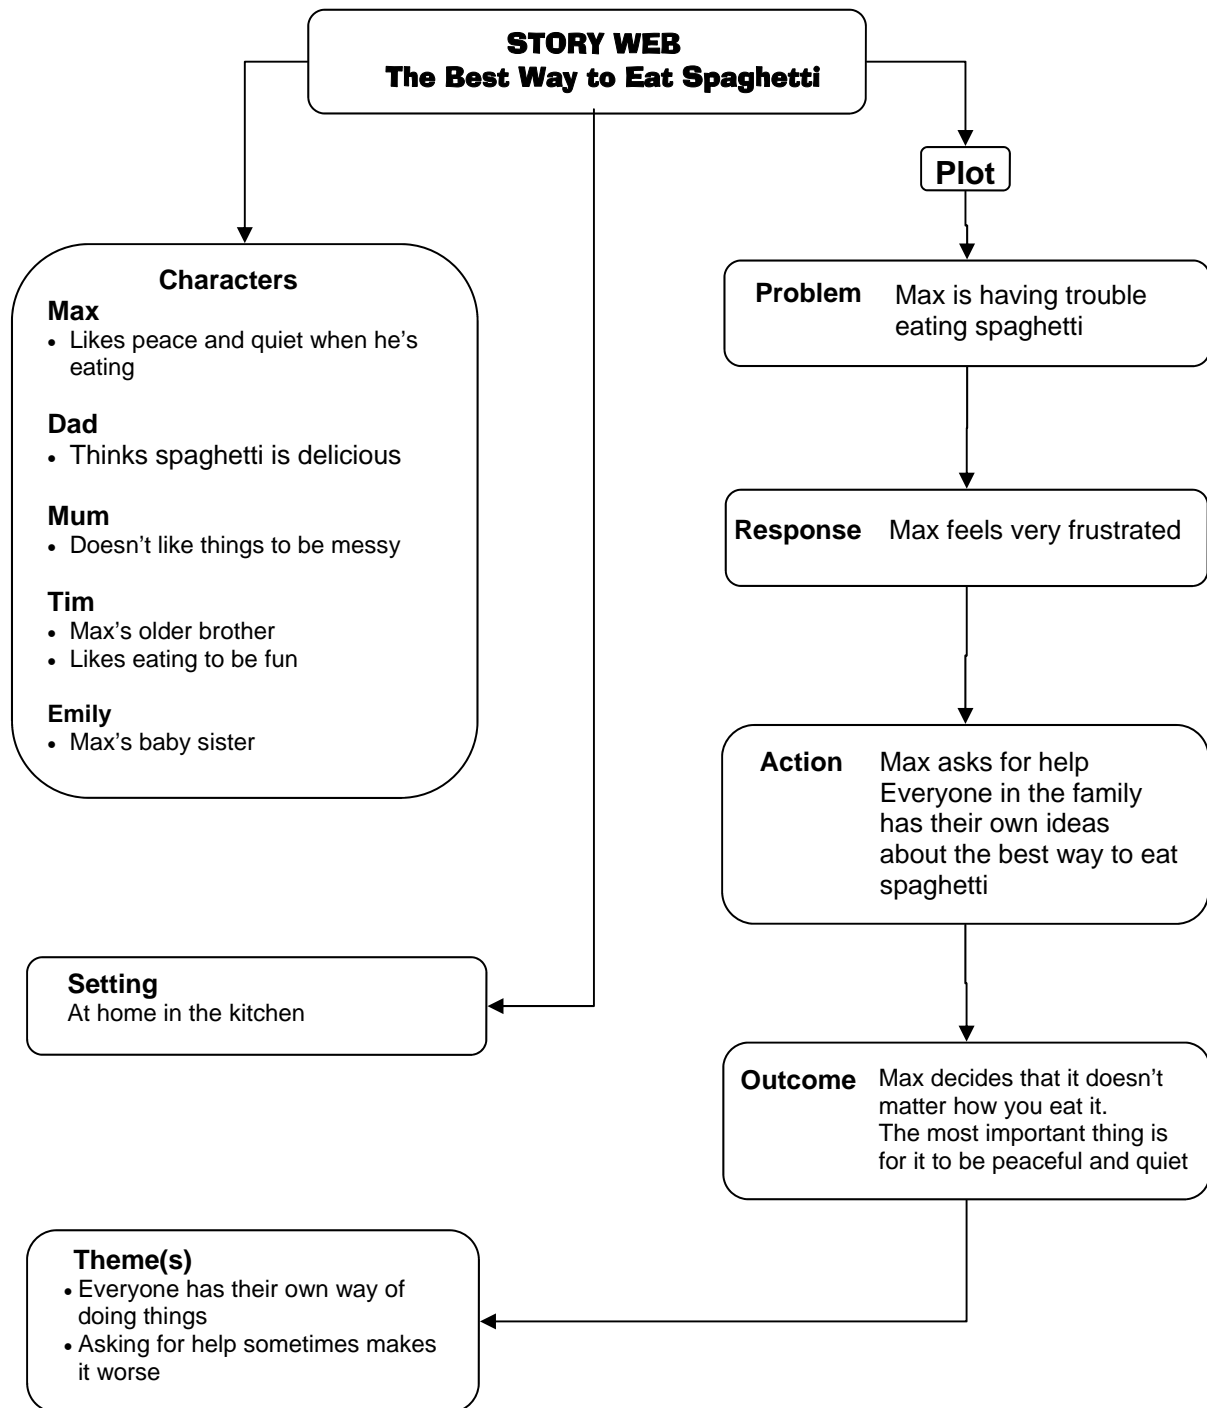 STORY WEB
The Best Way to Eat Spaghetti
Characters
Max
• Likes peace and quiet when he's
eating
Dad
• Thinks spaghetti is delicious
Mum
• Doesn't like things to be messy
Tim
• Max's older brother
• Likes eating to be fun
Emily
• Max's baby sister
Setting
At home in the kitchen
Plot
Problem Max is having trouble
eating spaghetti
Response Max feels very frustrated
Action Max asks for help
Everyone in the family
has their own ideas
about the best way to eat
spaghetti
Outcome Max decides that it doesn't
matter how you eat it.
The most important thing is
for it to be peaceful and quiet
Theme(s)
• Everyone has their own way of
doing things
• Asking for help sometimes makes
it worse